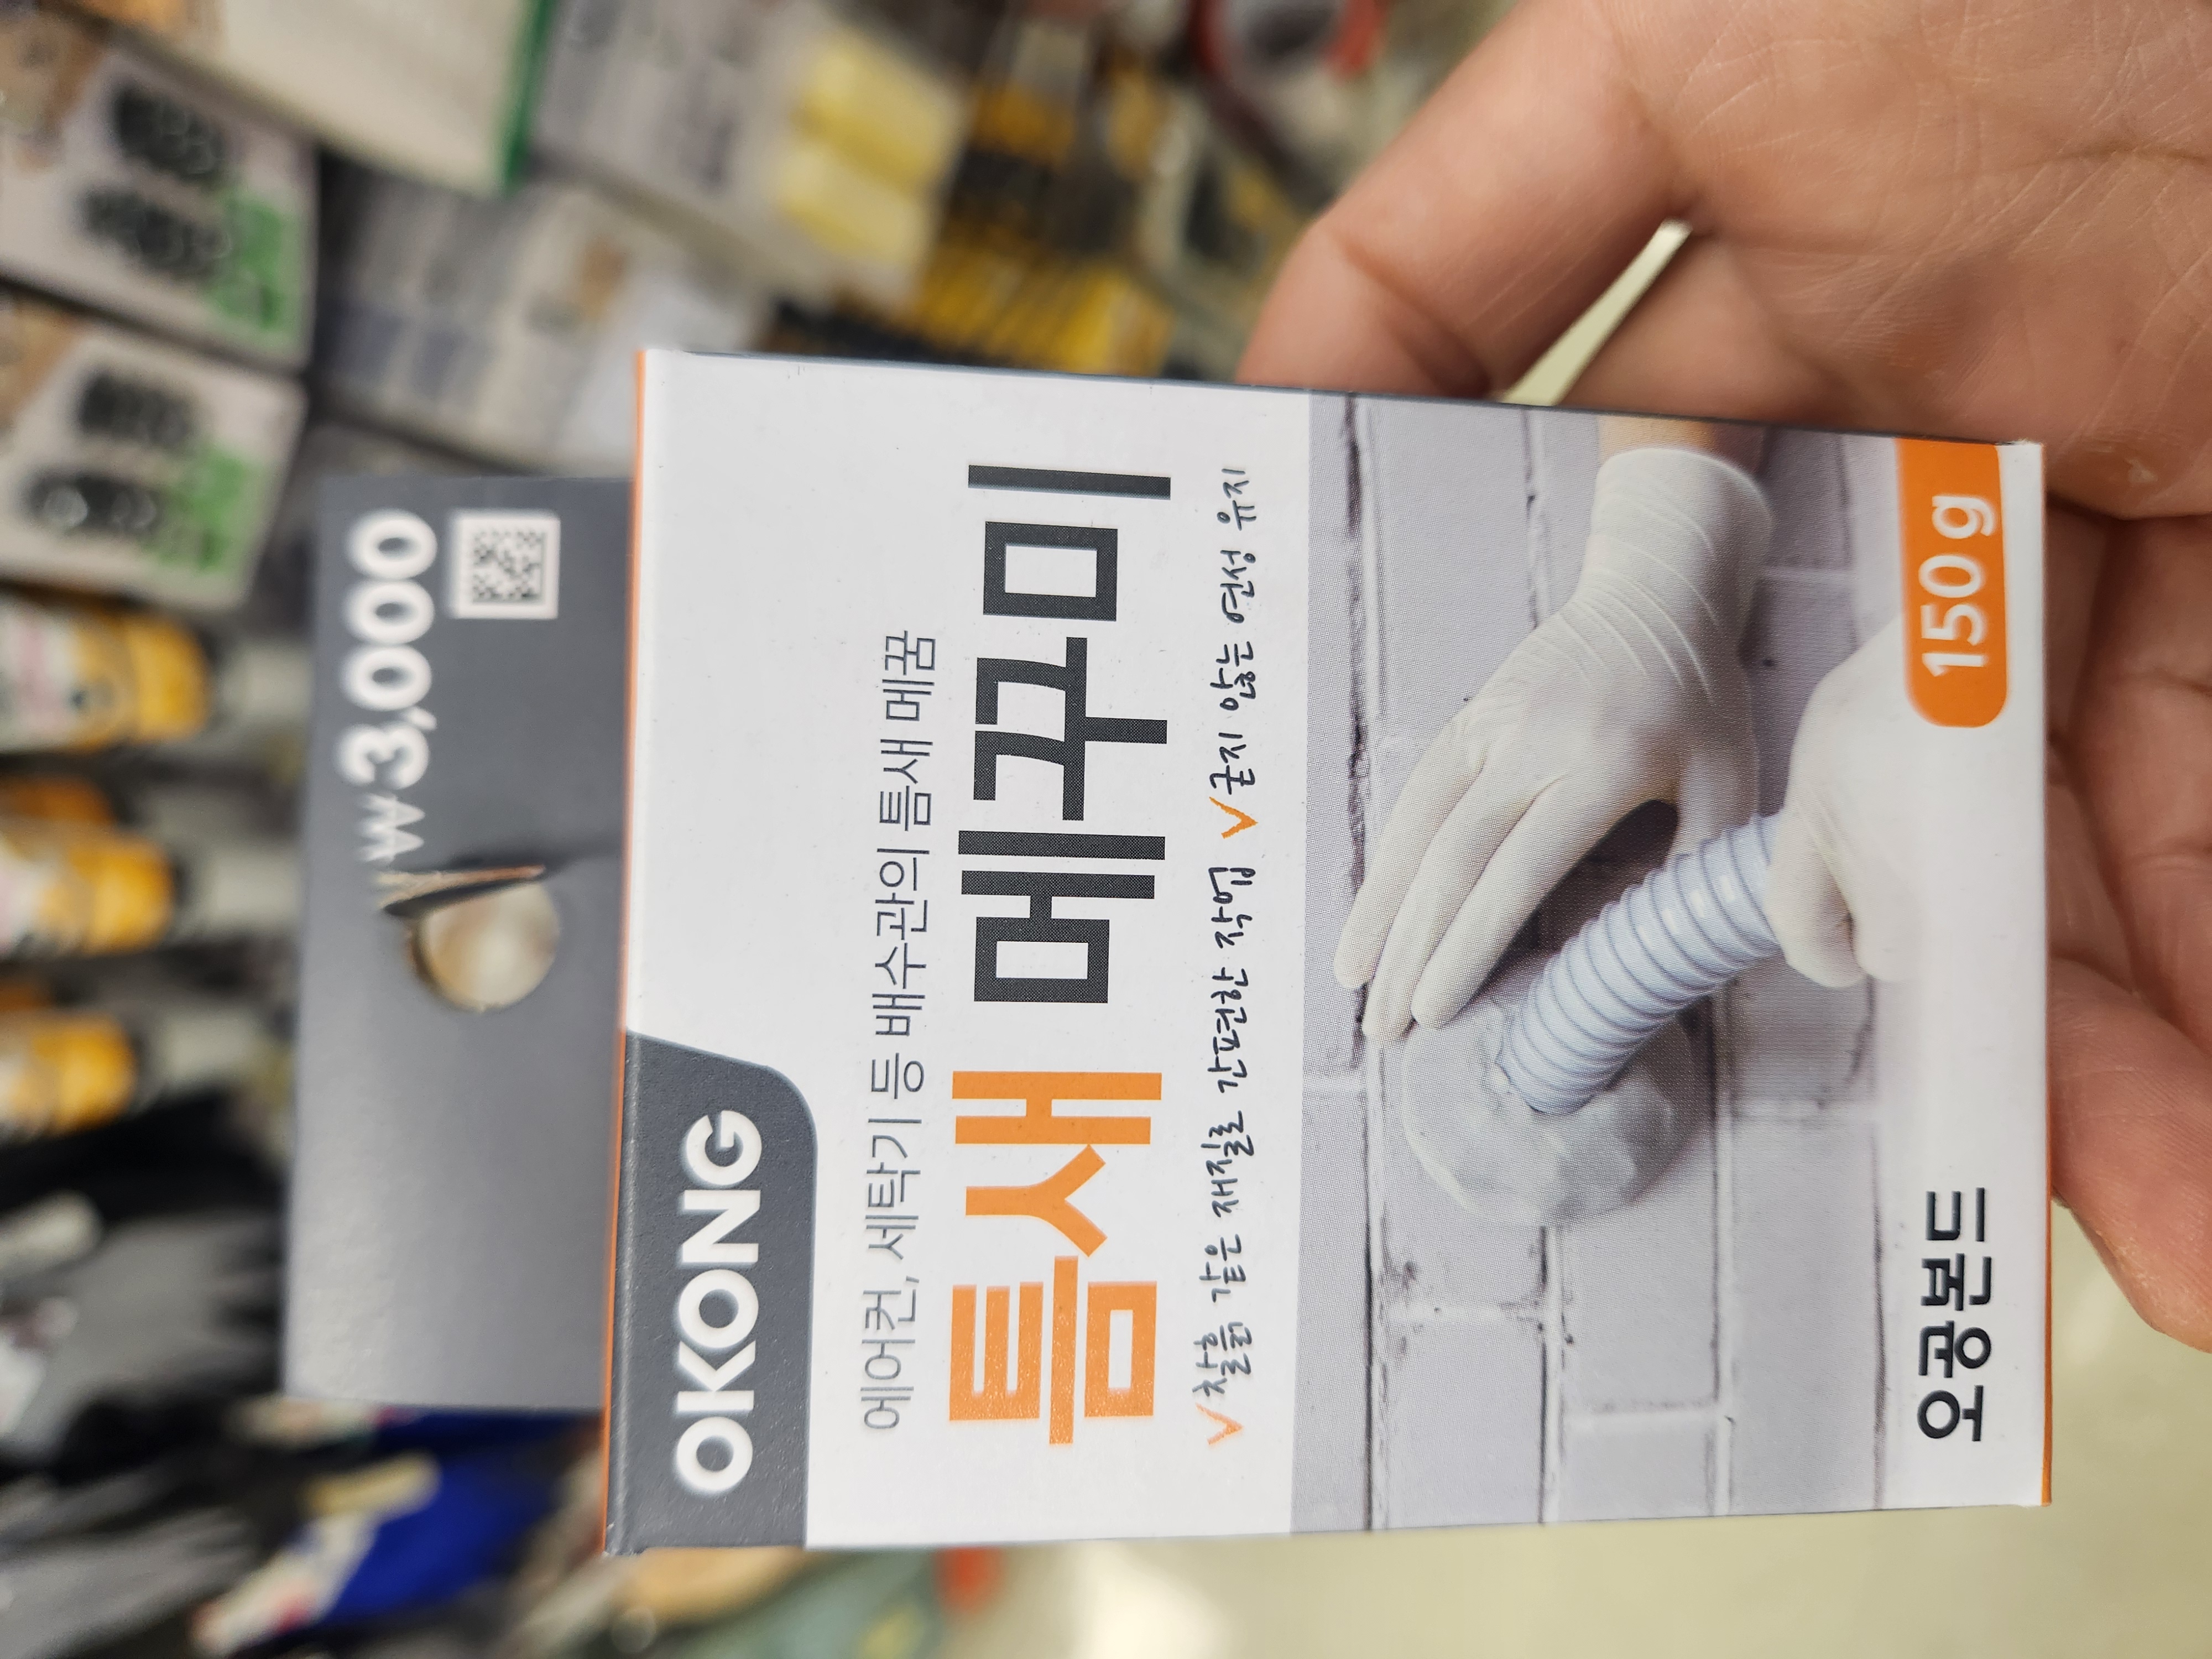 ₩3,000
OKONG
에어컨, 세탁기 등 배수관의 틈새 메꿈
틈새 메꾸미
✓찰흙 같은 재질로 간편한 작업 ✓굳지 않는 연성 유지
오공본드
150 g